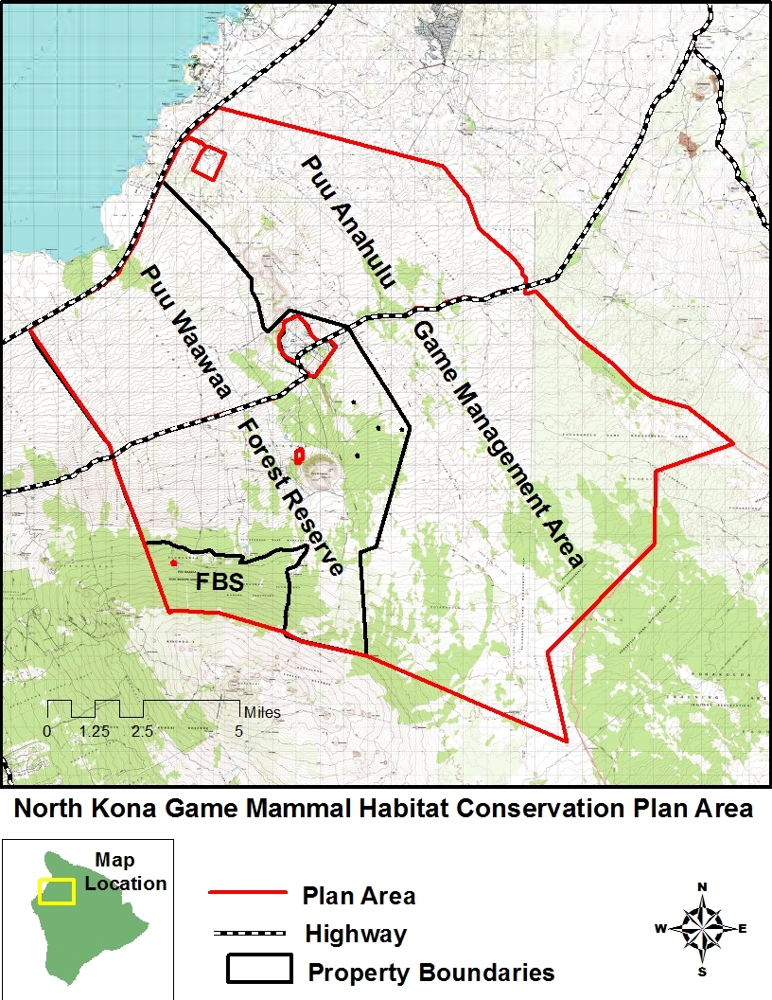 Puu Anahulu
Game Management Area
Puu Waawaa
Forest Reserve
FBS
Miles
0 1.25 2.5 5
North Kona Game Mammal Habitat Conservation Plan Area
Map
Location
Plan Area
Highway
Property Boundaries
N
W E
S